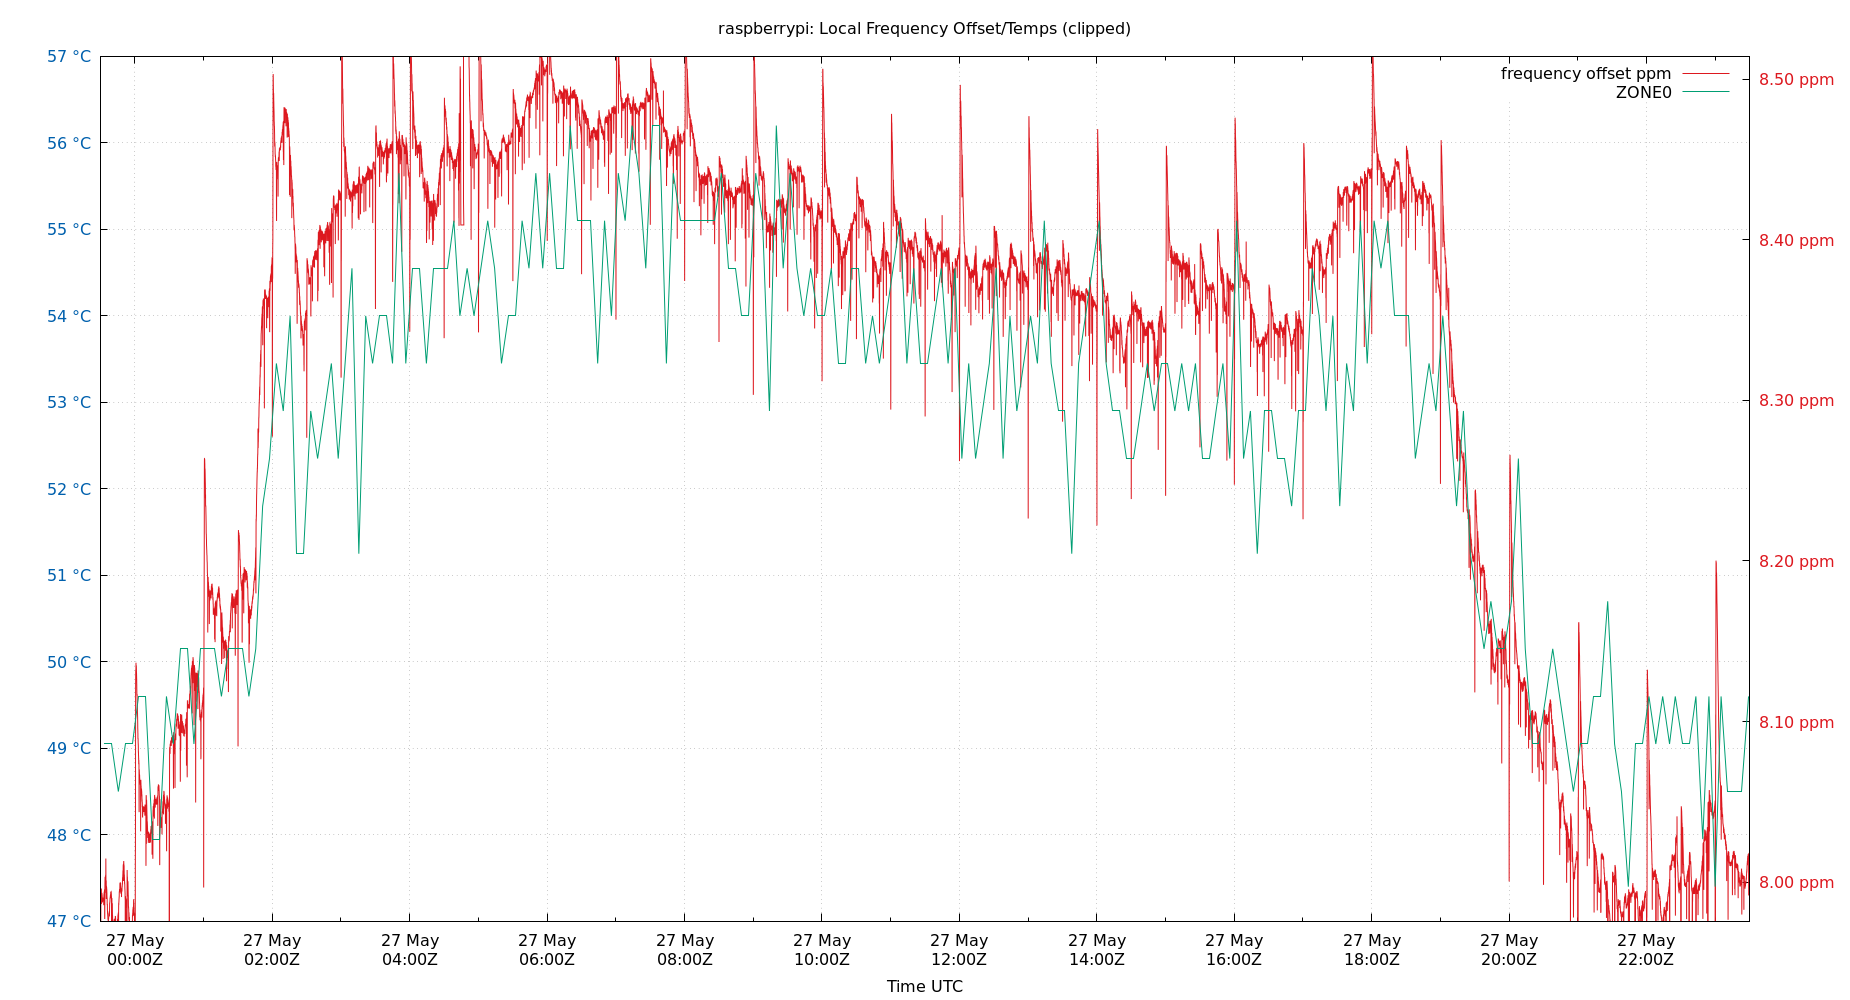 raspberrypi: Local Frequency Offset/Temps (clipped)
frequency offset ppm
ZONE0
57 °C
56 °C
55 °C
54 °C
53 °C
52 °C
51 °C
50 °C
49 °C
48 °C
47 °C
8.50 ppm
8.40 ppm
8.30 ppm
8.20 ppm
8.10 ppm
8.00 ppm
27 May 27 May 27 May 27 May 27 May 27 May 27 May 27 May 27 May 27 May 27 May 27 May
00:00Z 02:00Z 04:00Z 06:00Z 08:00Z 10:00Z 12:00Z 14:00Z 16:00Z 18:00Z 20:00Z 22:00Z
Time UTC